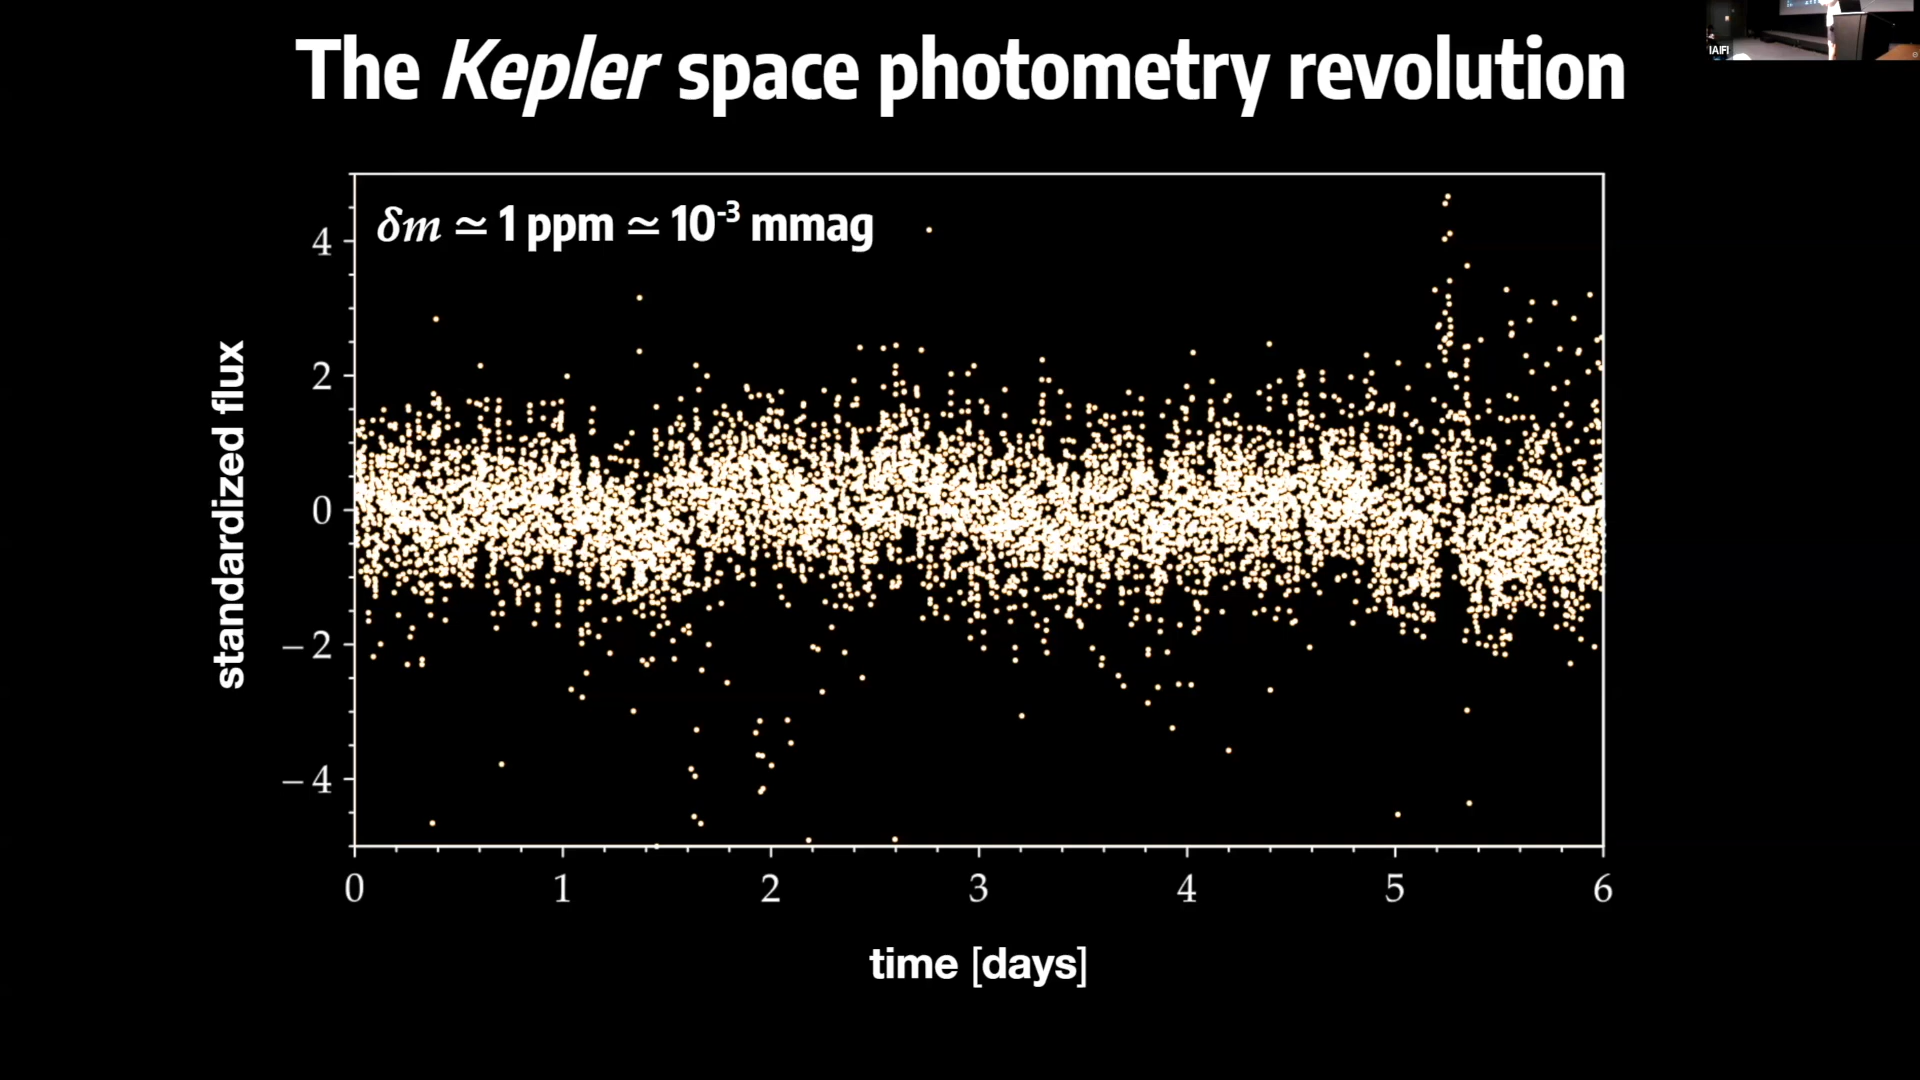 The Kepler space photometry revolution
IAIFI
δm ≃ 1 ppm ≃ 10⁻³ mmag
standardized flux
4
2
0
−2
−4
0 1 2 3 4 5 6
time [days]